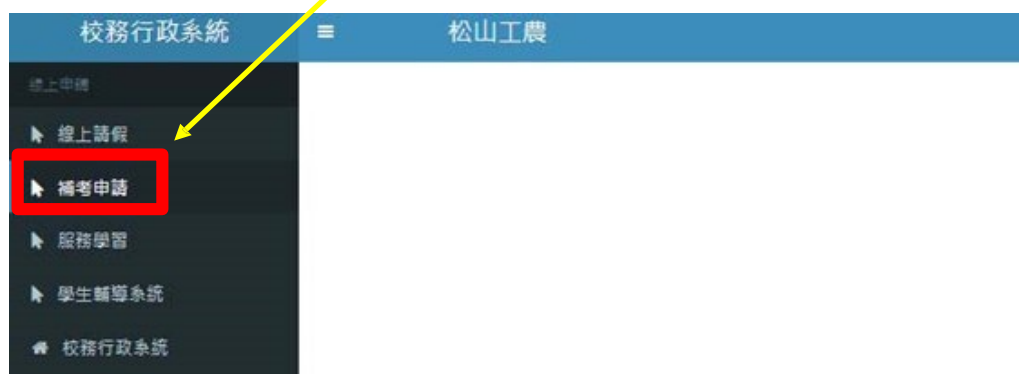 校務行政系統
松山工農
線上申請
線上請假
補考申請
服務學習
學生輔導系統
校務行政系統